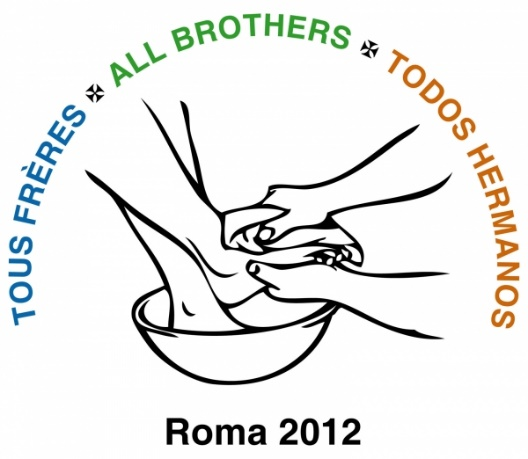 TOUS FRÈRES ✠ ALL BROTHERS ✠ TODOS HERMANOS
Roma 2012